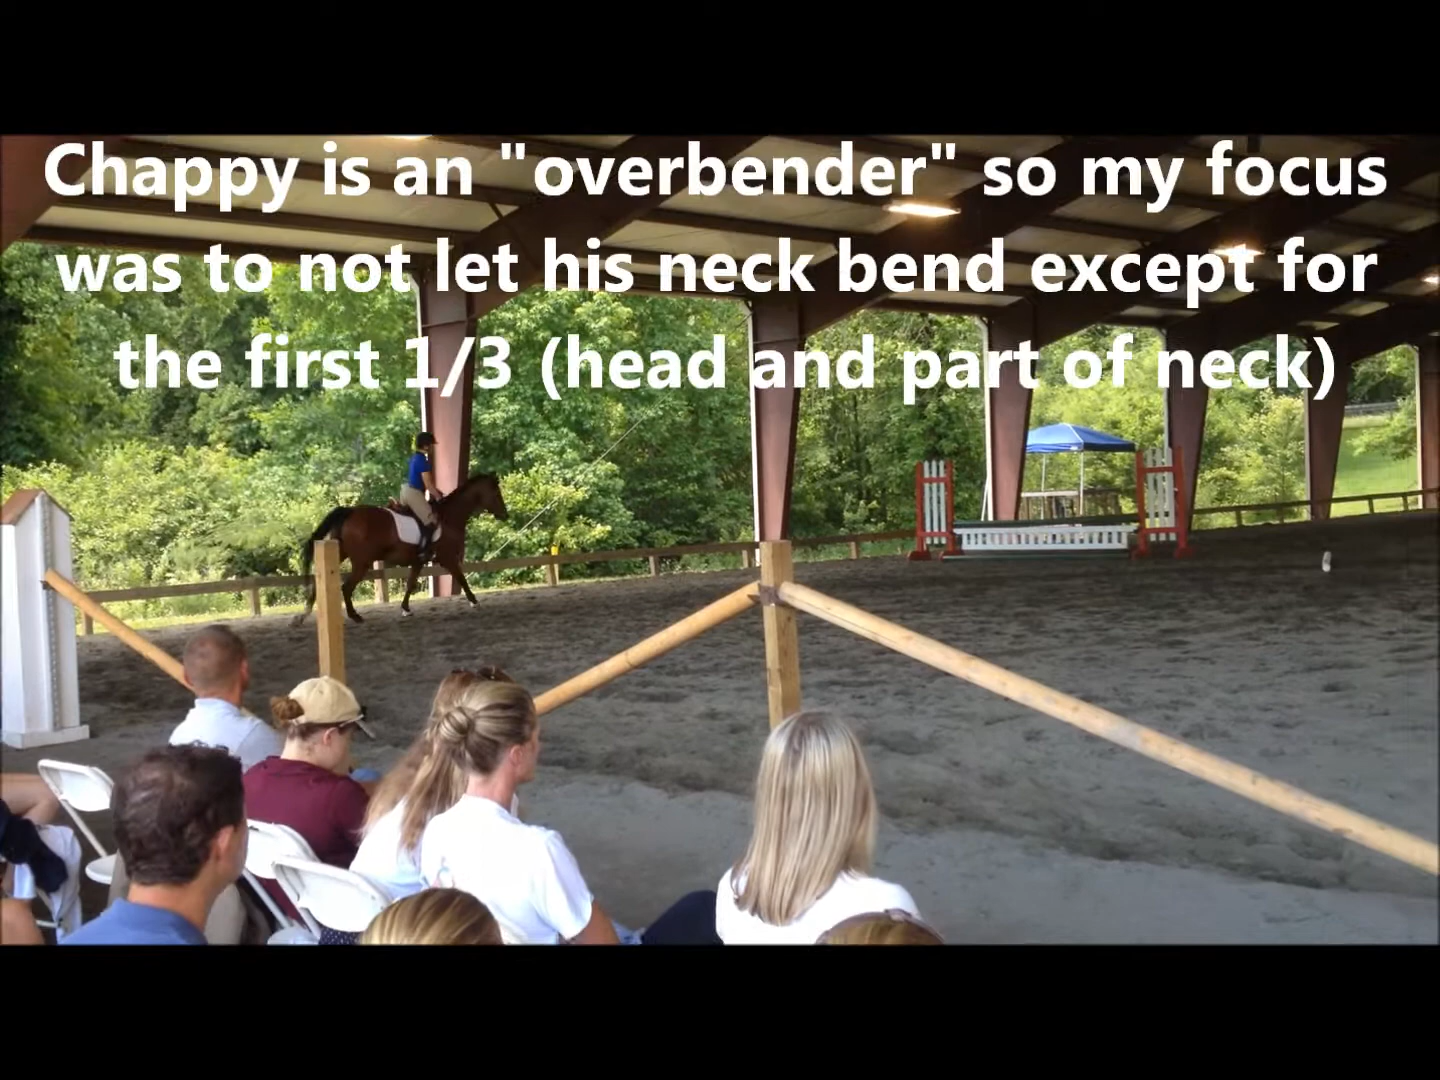 Chappy is an "overbender" so my focus
was to not let his neck bend except for
the first 1/3 (head and part of neck)